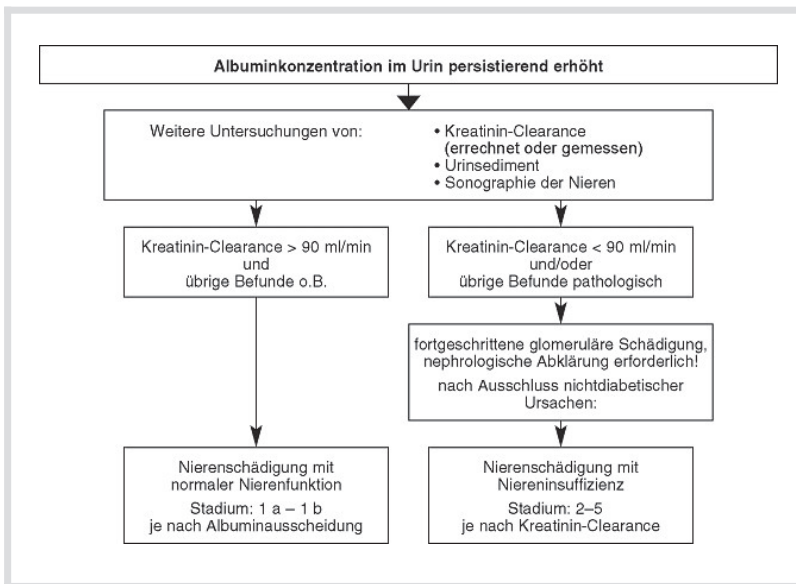 Albuminkonzentration im Urin persistierend erhöht
Weitere Untersuchungen von:
• Kreatinin-Clearance
(errechnet oder gemessen)
• Urinsediment
• Sonographie der Nieren
Kreatinin-Clearance > 90 ml/min
und
übrige Befunde o.B.
Kreatinin-Clearance < 90 ml/min
und/oder
übrige Befunde pathologisch
fortgeschrittene glomeruläre Schädigung,
nephrologische Abklärung erforderlich!
nach Ausschluss nichtdiabetischer
Ursachen:
Nierenschädigung mit
normaler Nierenfunktion
Stadium: 1 a – 1 b
je nach Albuminausscheidung
Nierenschädigung mit
Niereninsuffizienz
Stadium: 2–5
je nach Kreatinin-Clearance